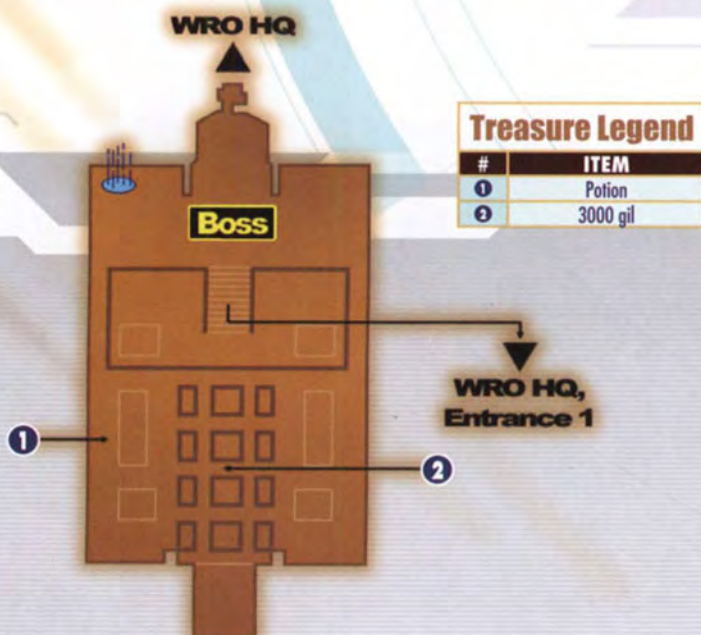 WRO HQ
Treasure Legend
# ITEM
1 Potion
2 3000 gil
Boss
WRO HQ,
Entrance 1
1
2